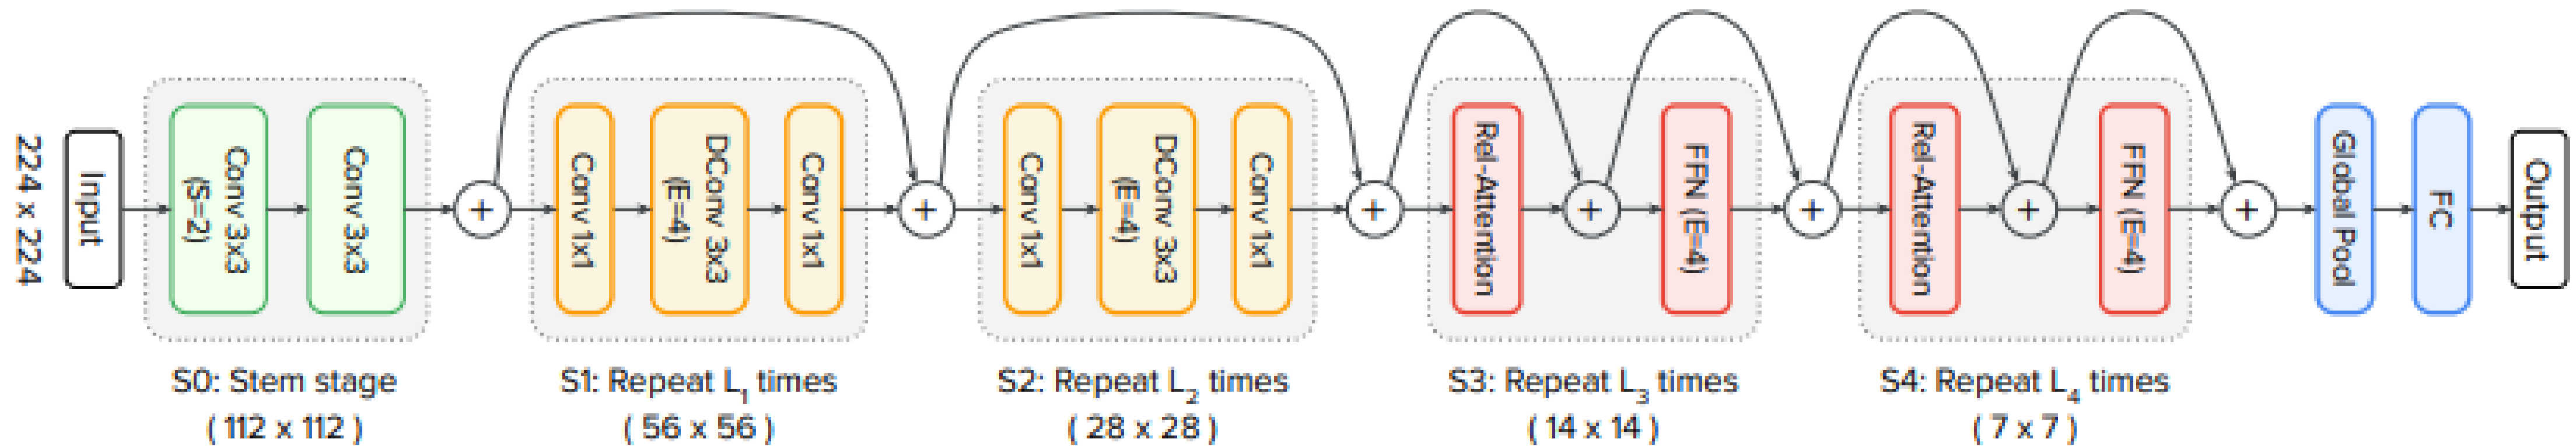 224 x 224
Input
Conv 3x3
(S=2)
Conv 3x3
S0: Stem stage
( 112 x 112 )
+
Conv 1x1
DConv 3x3
(E=4)
Conv 1x1
S1: Repeat L1 times
( 56 x 56 )
+
Conv 1x1
DConv 3x3
(E=4)
Conv 1x1
S2: Repeat L2 times
( 28 x 28 )
+
Rel-Attention
+
FFN (E=4)
S3: Repeat L3 times
( 14 x 14 )
+
Rel-Attention
+
FFN (E=4)
S4: Repeat L4 times
( 7 x 7 )
+
Global Pool
FC
Output